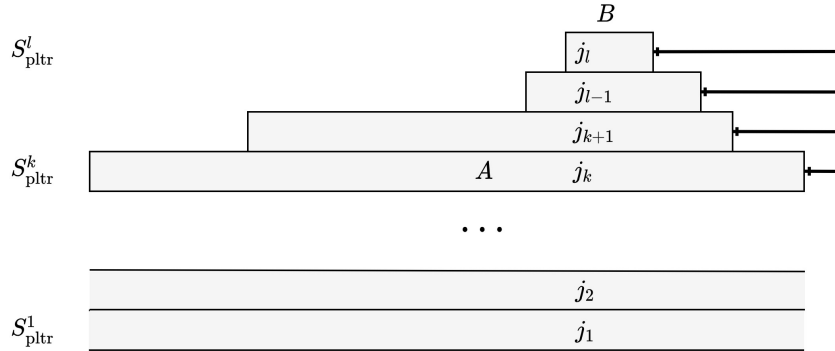 B
S^l_pltr j_l
j_{l−1}
j_{k+1}
S^k_pltr A j_k
...
j_2
S^1_pltr j_1